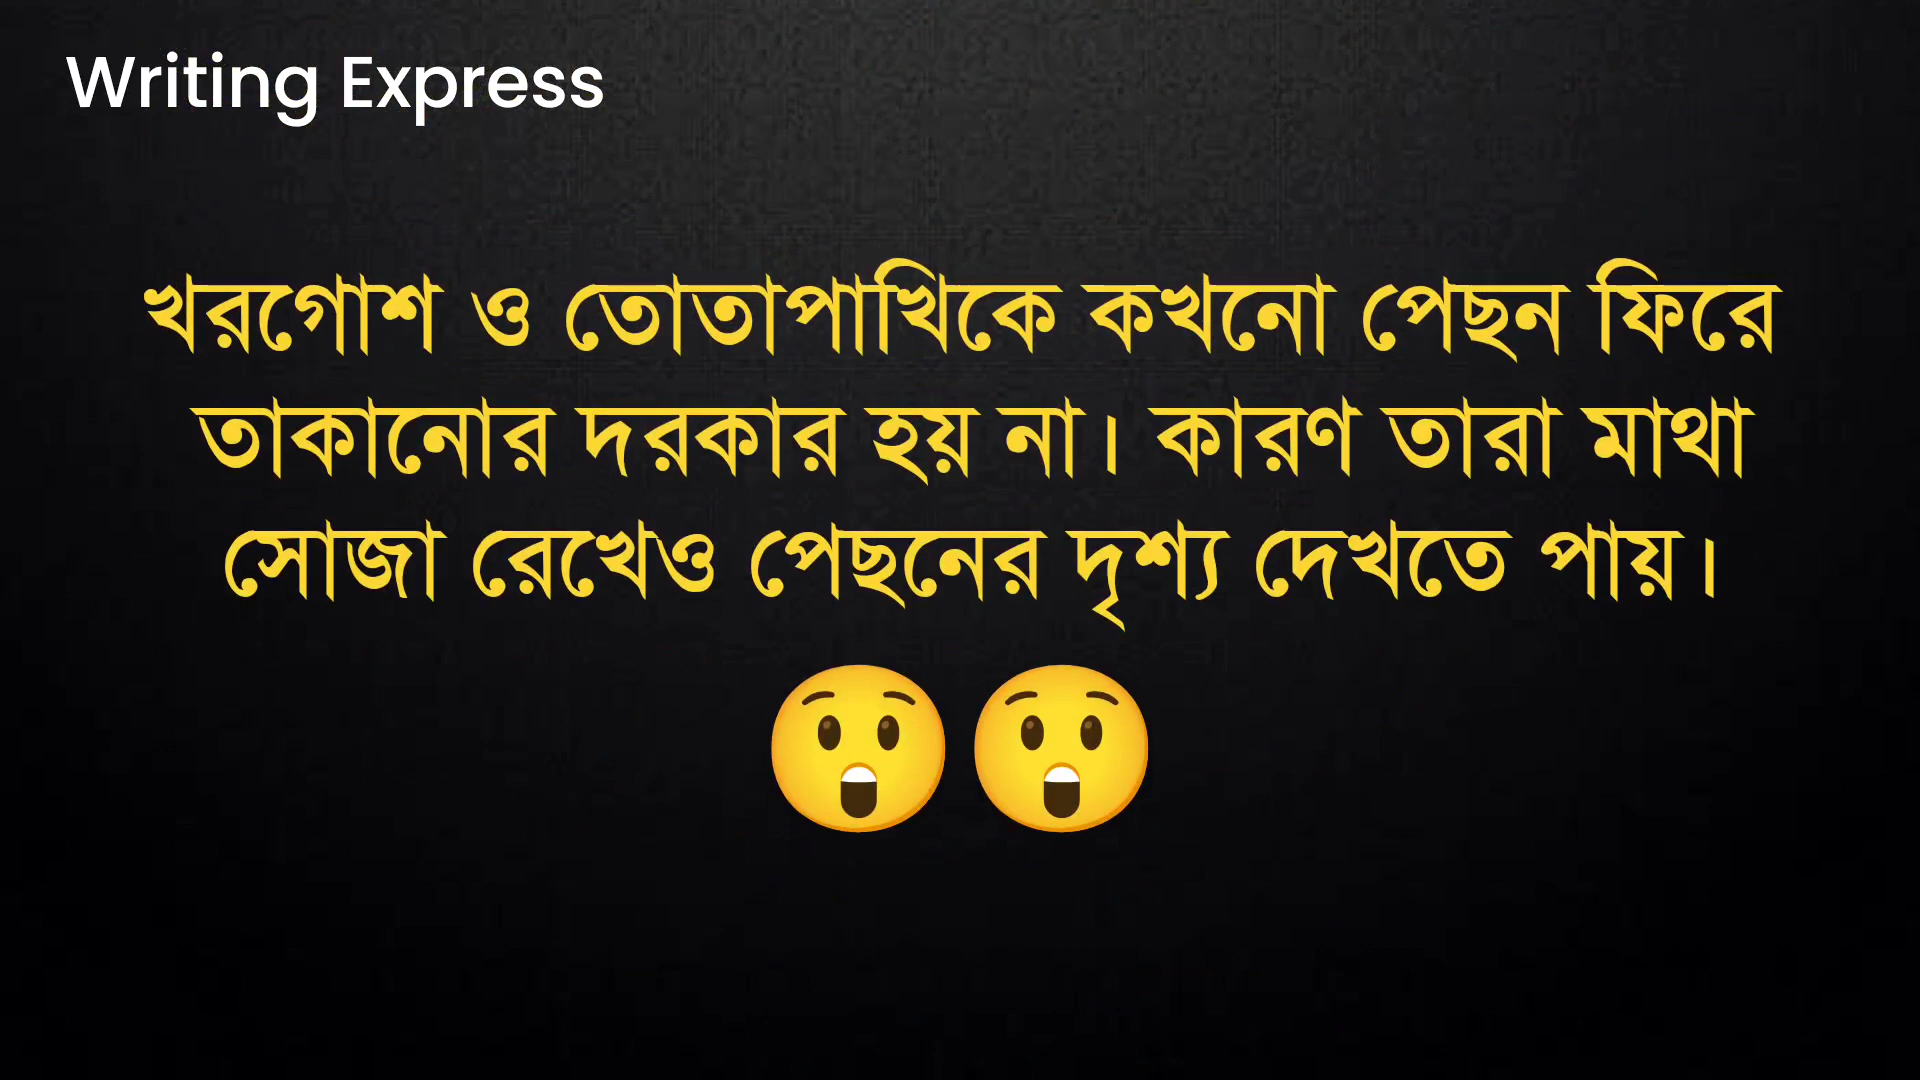 Writing Express
খরগোশ ও তোতাপাখিকে কখনো পেছন ফিরে
তাকানোর দরকার হয় না। কারণ তারা মাথা
সোজা রেখেও পেছনের দৃশ্য দেখতে পায়।
😲😲